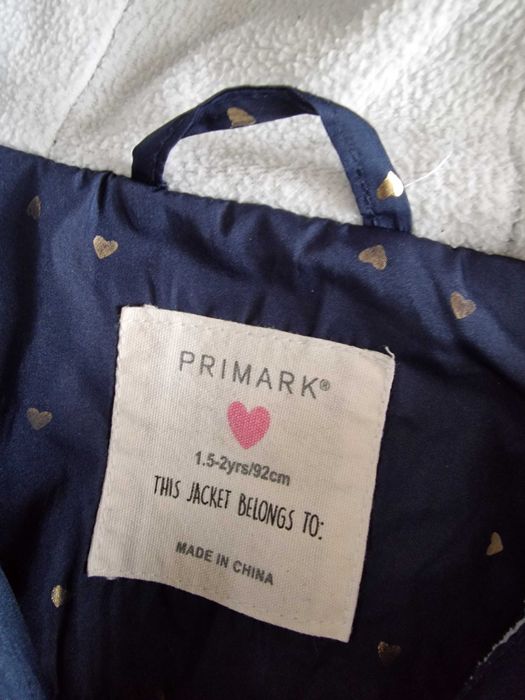 PRIMARK®
1.5-2yrs/92cm
THIS JACKET BELONGS TO:
MADE IN CHINA